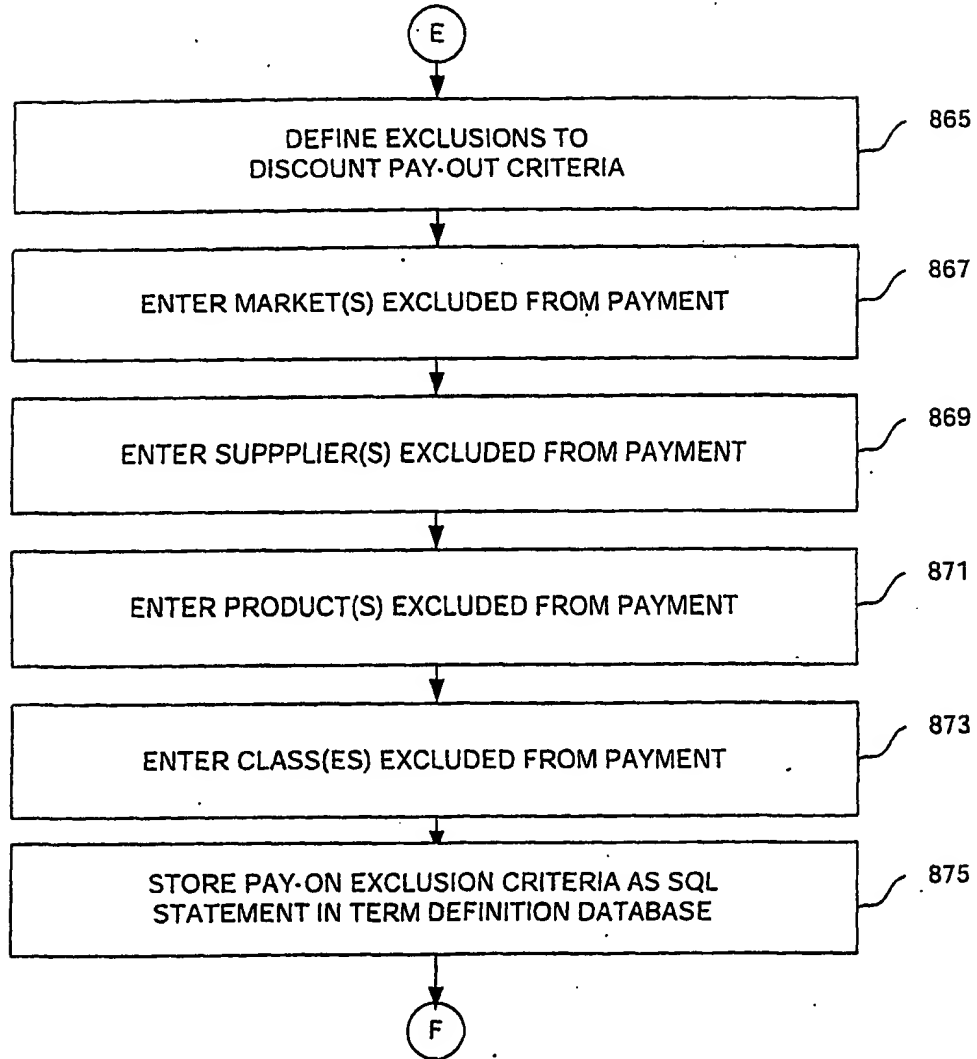 E
DEFINE EXCLUSIONS TO
DISCOUNT PAY-OUT CRITERIA
865
ENTER MARKET(S) EXCLUDED FROM PAYMENT
867
ENTER SUPPPLIER(S) EXCLUDED FROM PAYMENT
869
ENTER PRODUCT(S) EXCLUDED FROM PAYMENT
871
ENTER CLASS(ES) EXCLUDED FROM PAYMENT
873
STORE PAY-ON EXCLUSION CRITERIA AS SQL
STATEMENT IN TERM DEFINITION DATABASE
875
F